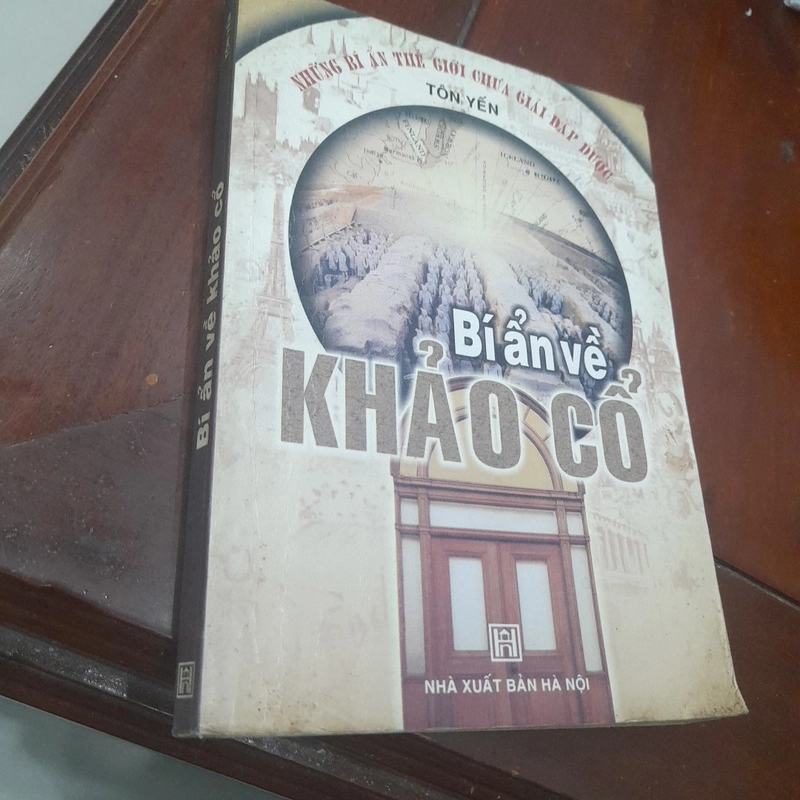 NHỮNG BÍ ẨN THẾ GIỚI CHƯA GIẢI ĐÁP ĐƯỢC
TÔN YẾN
ICELAND
Bí ẩn về
KHẢO CỔ
NHÀ XUẤT BẢN HÀ NỘI
Bí ẩn về khảo cổ